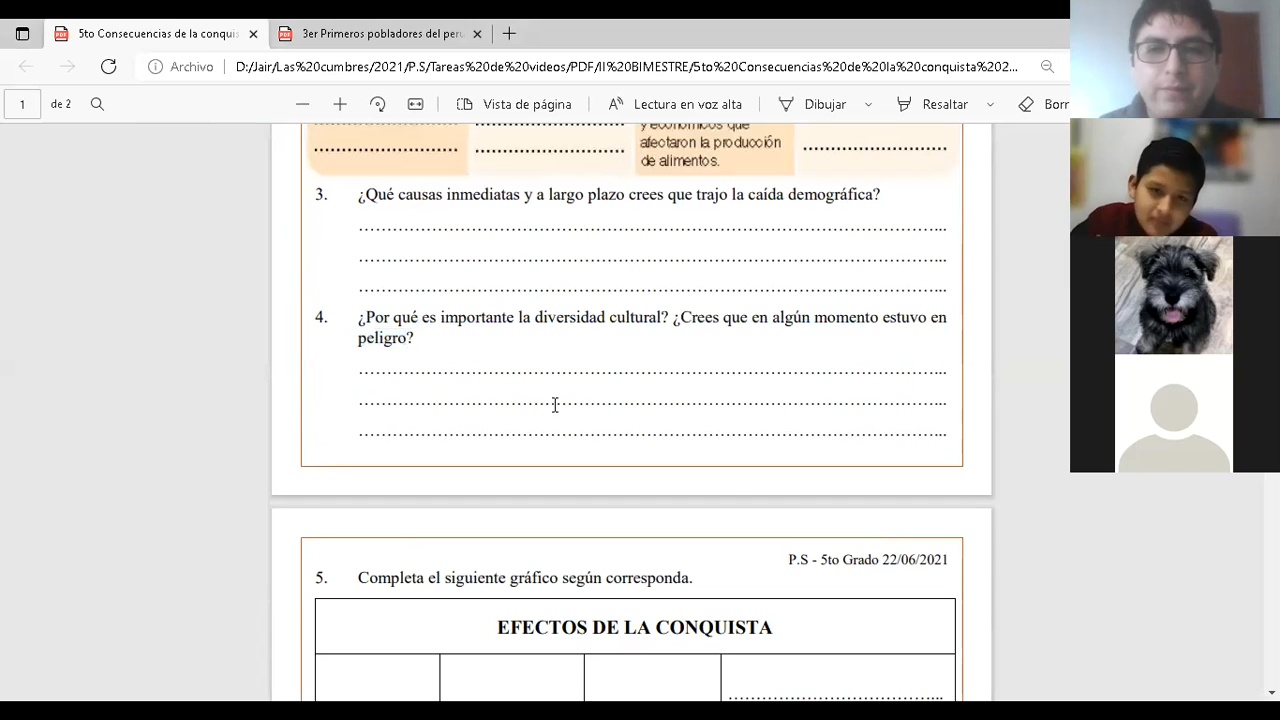 5to Consecuencias de la conquis
3er Primeros pobladores del peru
Archivo
D:/Jair/Las%20cumbres/2021/P.S/Tareas%20de%20videos/PDF/II%20BIMESTRE/5to%20Consecuencias%20de%20la%20conquista%202...
1 de 2
Vista de página
Lectura en voz alta
Dibujar
Resaltar
Borr
y económicos que
afectaron la producción
de alimentos.
3. ¿Qué causas inmediatas y a largo plazo crees que trajo la caída demográfica?
4. ¿Por qué es importante la diversidad cultural? ¿Crees que en algún momento estuvo en
peligro?
P.S - 5to Grado 22/06/2021
5. Completa el siguiente gráfico según corresponda.
EFECTOS DE LA CONQUISTA